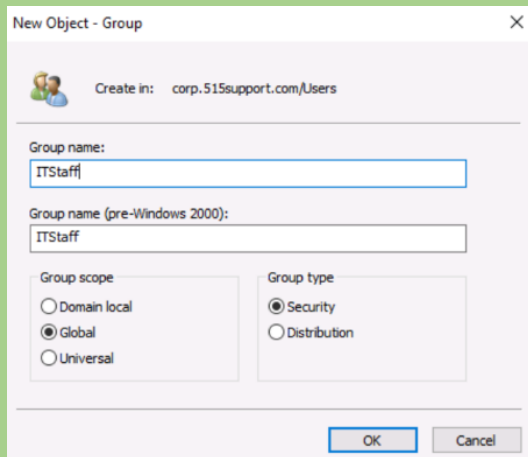 New Object - Group
Create in: corp.515support.com/Users
Group name:
ITStaff
Group name (pre-Windows 2000):
ITStaff
Group scope
Domain local
Global
Universal
Group type
Security
Distribution
OK Cancel